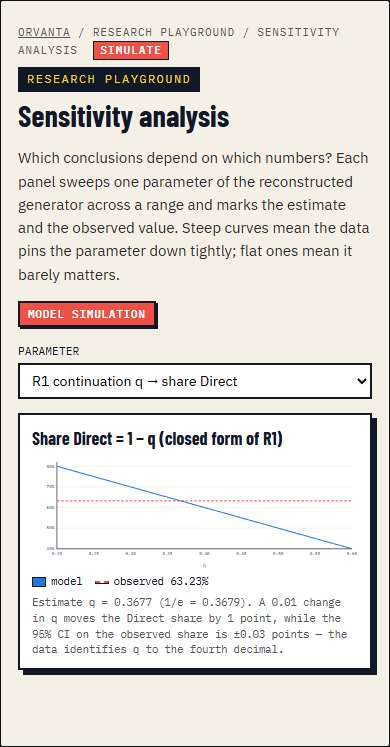 ORVANTA / RESEARCH PLAYGROUND / SENSITIVITY
ANALYSIS SIMULATE
RESEARCH PLAYGROUND
Sensitivity analysis
Which conclusions depend on which numbers? Each
panel sweeps one parameter of the reconstructed
generator across a range and marks the estimate
and the observed value. Steep curves mean the data
pins the parameter down tightly; flat ones mean it
barely matters.
MODEL SIMULATION
PARAMETER
R1 continuation q → share Direct
Share Direct = 1 − q (closed form of R1)
model observed 63.23%
Estimate q = 0.3677 (1/e = 0.3679). A 0.01 change
in q moves the Direct share by 1 point, while the
95% CI on the observed share is ±0.03 points — the
data identifies q to the fourth decimal.